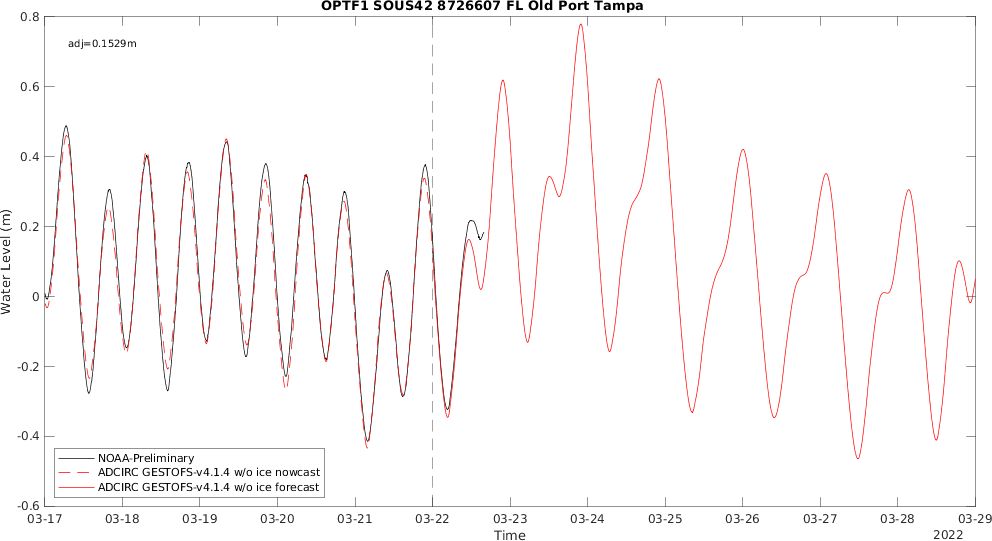 OPTF1 SOUS42 8726607 FL Old Port Tampa
adj=0.1529m
0.8
0.6
0.4
0.2
0
-0.2
-0.4
-0.6
Water Level (m)
NOAA-Preliminary
ADCIRC GESTOFS-v4.1.4 w/o ice nowcast
ADCIRC GESTOFS-v4.1.4 w/o ice forecast
03-17 03-18 03-19 03-20 03-21 03-22 03-23 03-24 03-25 03-26 03-27 03-28 03-29
Time
2022